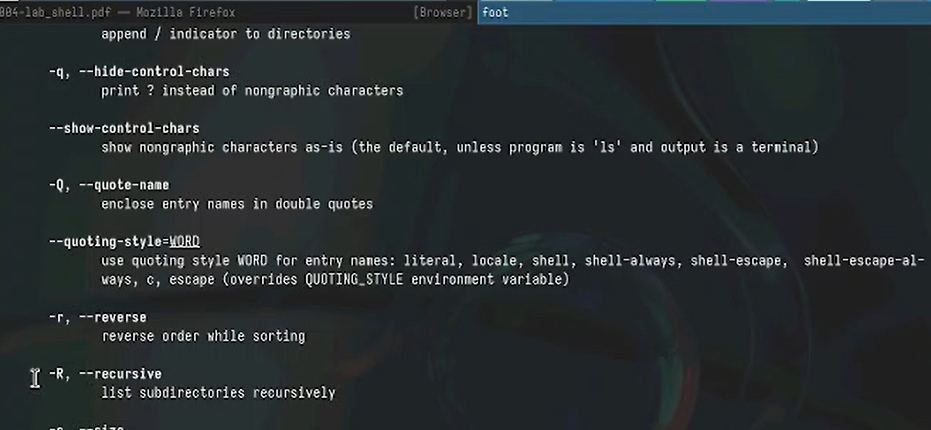 004-lab_shell.pdf — Mozilla Firefox [Browser] foot
append / indicator to directories
-q, --hide-control-chars
print ? instead of nongraphic characters
--show-control-chars
show nongraphic characters as-is (the default, unless program is 'ls' and output is a terminal)
-Q, --quote-name
enclose entry names in double quotes
--quoting-style=WORD
use quoting style WORD for entry names: literal, locale, shell, shell-always, shell-escape, shell-escape-al-
ways, c, escape (overrides QUOTING_STYLE environment variable)
-r, --reverse
reverse order while sorting
-R, --recursive
list subdirectories recursively
-s, --size